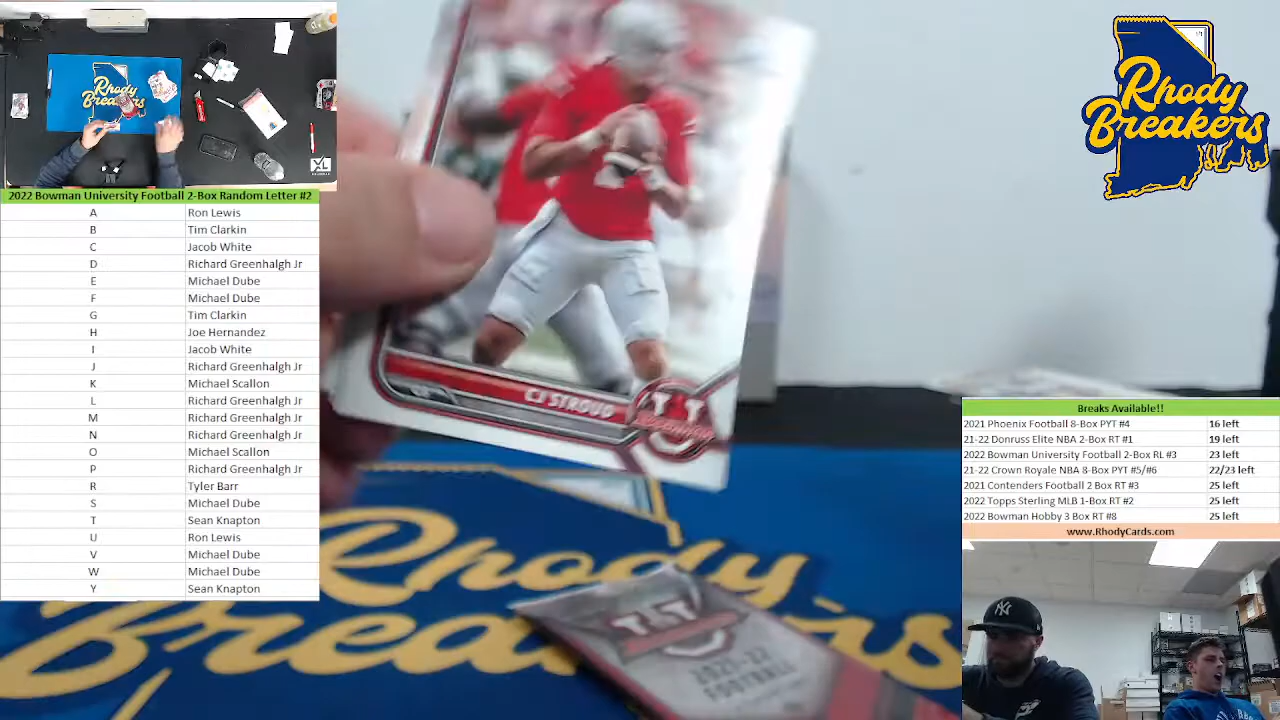 2022 Bowman University Football 2-Box Random Letter #2
A Ron Lewis
B Tim Clarkin
C Jacob White
D Richard Greenhalgh Jr
E Michael Dube
F Michael Dube
G Tim Clarkin
H Joe Hernandez
I Jacob White
J Richard Greenhalgh Jr
K Michael Scallon
L Richard Greenhalgh Jr
M Richard Greenhalgh Jr
N Richard Greenhalgh Jr
O Michael Scallon
P Richard Greenhalgh Jr
R Tyler Barr
S Michael Dube
T Sean Knapton
U Ron Lewis
V Michael Dube
W Michael Dube
Y Sean Knapton
Rhody
Breakers
CJ STROUD
U
Rhody
Breakers
2021-22
FOOTBALL
Rhody
Breakers
Breaks Available!!
2021 Phoenix Football 8-Box PYT #4 16 left
21-22 Donruss Elite NBA 2-Box RT #1 19 left
2022 Bowman University Football 2-Box RL #3 23 left
21-22 Crown Royale NBA 8-Box PYT #5/#6 22/23 left
2021 Contenders Football 2 Box RT #3 25 left
2022 Topps Sterling MLB 1-Box RT #2 25 left
2022 Bowman Hobby 3 Box RT #8 25 left
www.RhodyCards.com